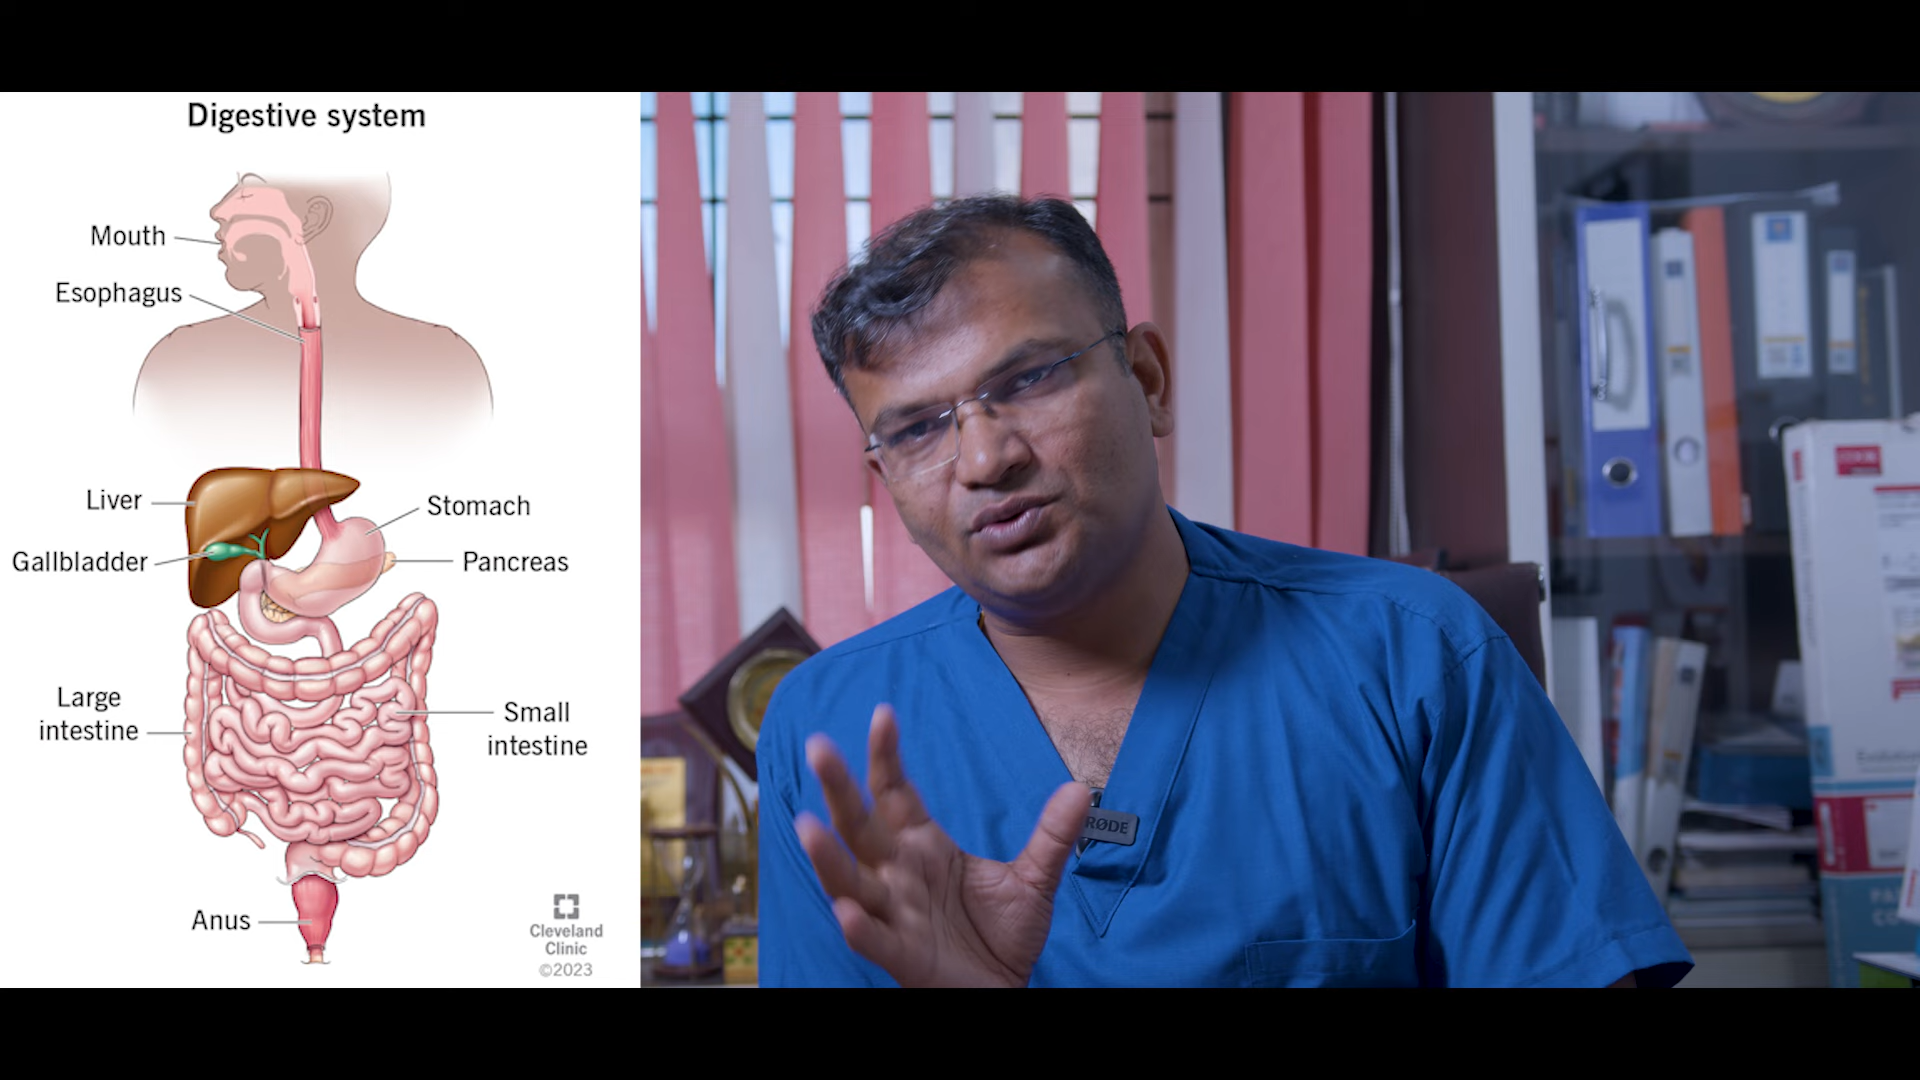 Digestive system
Mouth
Esophagus
Liver
Stomach
Gallbladder
Pancreas
Large
intestine
Small
intestine
Anus
Cleveland
Clinic
©2023
RØDE